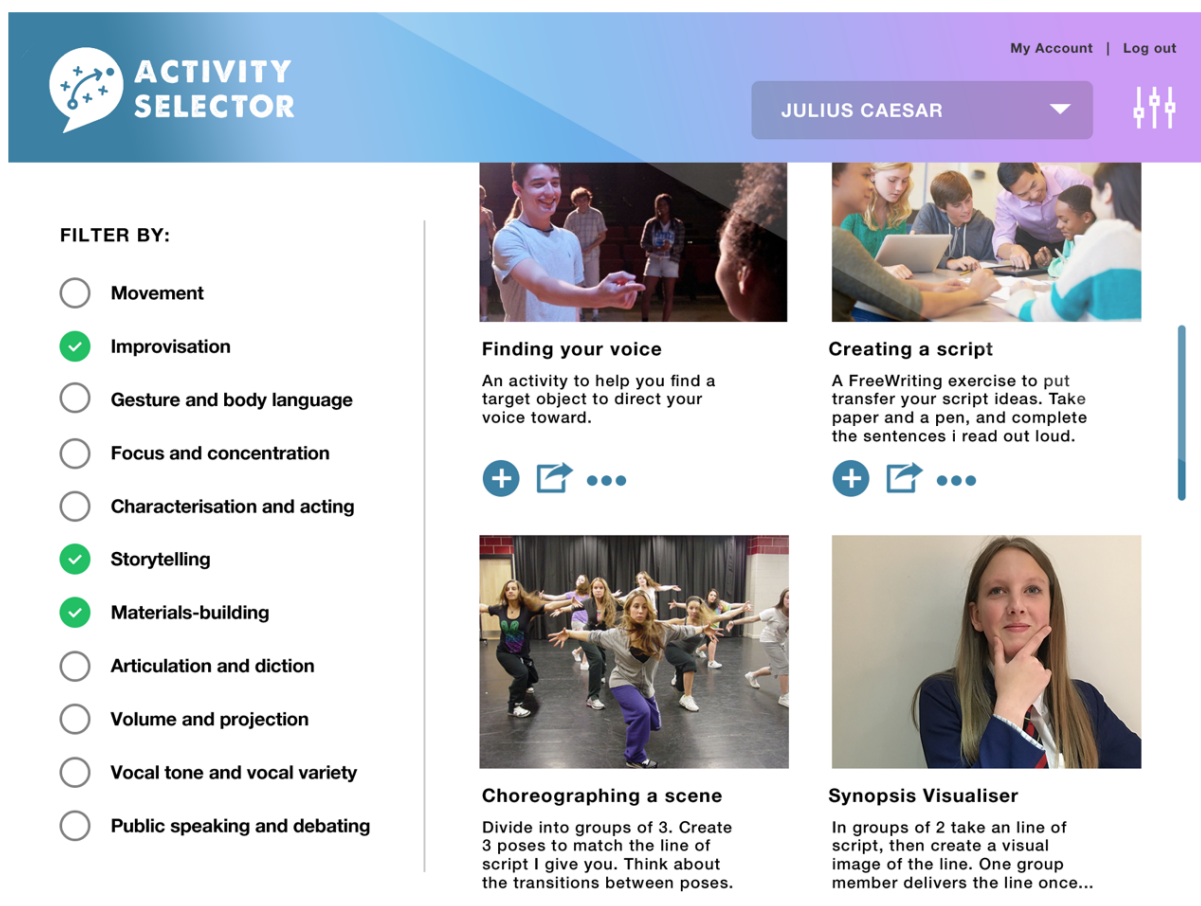 ACTIVITY
SELECTOR
My Account | Log out
JULIUS CAESAR
FILTER BY:
Movement
Improvisation
Gesture and body language
Focus and concentration
Characterisation and acting
Storytelling
Materials-building
Articulation and diction
Volume and projection
Vocal tone and vocal variety
Public speaking and debating
Finding your voice
An activity to help you find a
target object to direct your
voice toward.
Creating a script
A FreeWriting exercise to put
transfer your script ideas. Take
paper and a pen, and complete
the sentences i read out loud.
Choreographing a scene
Divide into groups of 3. Create
3 poses to match the line of
script I give you. Think about
the transitions between poses.
Synopsis Visualiser
In groups of 2 take an line of
script, then create a visual
image of the line. One group
member delivers the line once...